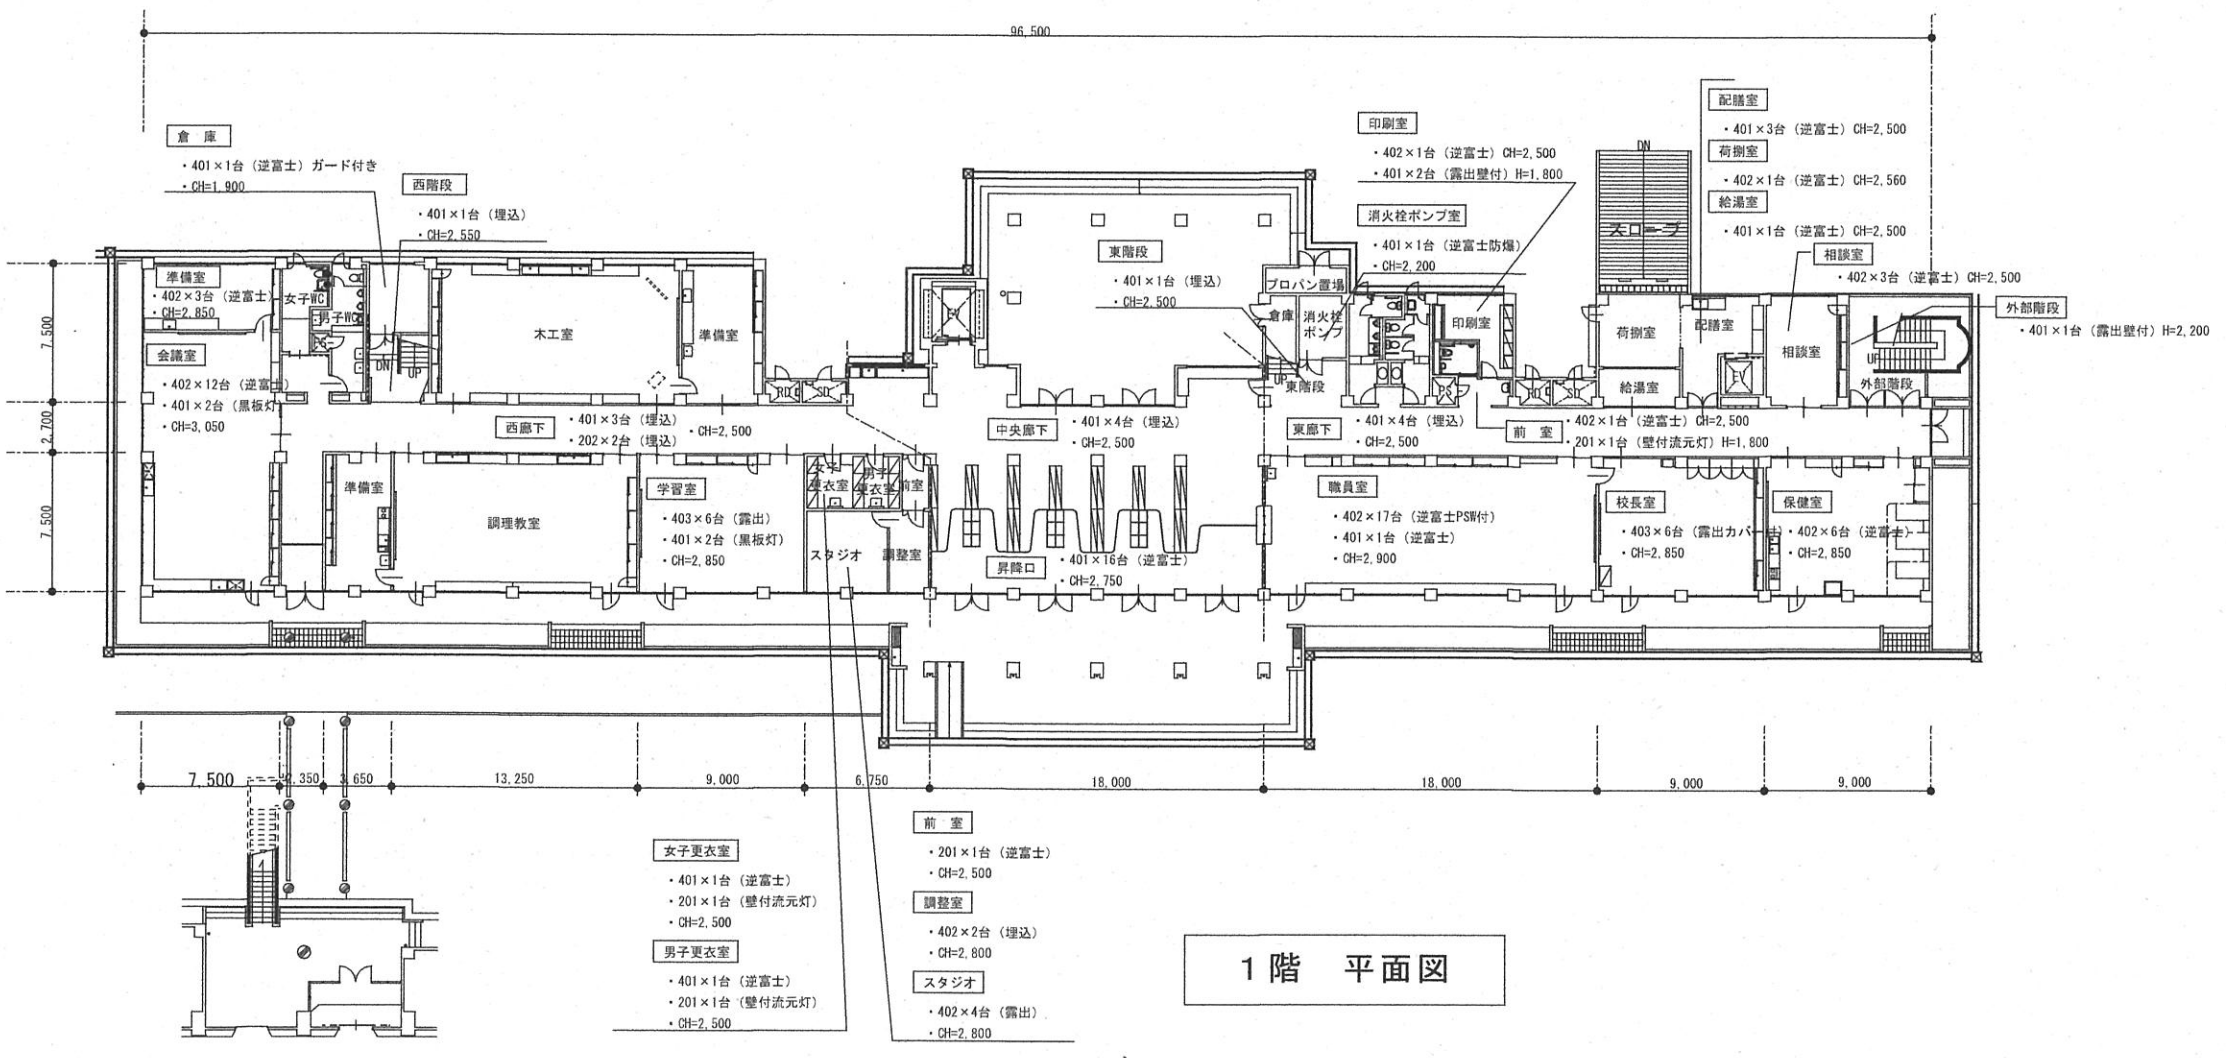 96,500
倉 庫
・401×1台（逆富士）ガード付き
・CH=1,900
西階段
・401×1台（埋込）
・CH=2,550
印刷室
・402×1台（逆富士）CH=2,500
・401×2台（露出壁付）H=1,800
消火栓ポンプ室
・401×1台（逆富士防爆）
・CH=2,200
配膳室
・401×3台（逆富士）CH=2,500
荷捌室
・402×1台（逆富士）CH=2,560
給湯室
・401×1台（逆富士）CH=2,500
相談室
・402×3台（逆富士）CH=2,500
外部階段
・401×1台（露出壁付）H=2,200
東階段
・401×1台（埋込）
・CH=2,500
DN
スロープ
準備室
・402×3台（逆富士）
・CH=2,850
女子WC
男子WC
PS
DN
UP
木工室
準備室
RD
SD
EV
プロパン置場
倉庫
消火栓
ポンプ
UP
東階段
印刷室
PS
RD
SD
荷捌室
給湯室
配膳室
EV
相談室
UP
外部階段
会議室
・402×12台（逆富士）
・401×2台（黒板灯）
・CH=3,050
西廊下
・401×3台（埋込）
・202×2台（埋込）
・CH=2,500
中央廊下
・401×4台（埋込）
・CH=2,500
東廊下
・401×4台（埋込）
・CH=2,500
前 室
・402×1台（逆富士）CH=2,500
・201×1台（壁付流元灯）H=1,800
7,500
2,700
7,500
準備室
調理教室
学習室
・403×6台（露出）
・401×2台（黒板灯）
・CH=2,850
女子
更衣室
男子
更衣室
前室
スタジオ
調整室
昇降口
・401×16台（逆富士）
・CH=2,750
職員室
・402×17台（逆富士PSW付）
・401×1台（逆富士）
・CH=2,900
校長室
・403×6台（露出カバー付）
・CH=2,850
保健室
・402×6台（逆富士）
・CH=2,850
7,500
2,350
3,650
13,250
9,000
6,750
18,000
18,000
9,000
9,000
女子更衣室
・401×1台（逆富士）
・201×1台（壁付流元灯）
・CH=2,500
男子更衣室
・401×1台（逆富士）
・201×1台（壁付流元灯）
・CH=2,500
前 室
・201×1台（逆富士）
・CH=2,500
調整室
・402×2台（埋込）
・CH=2,800
スタジオ
・402×4台（露出）
・CH=2,800
1階 平面図